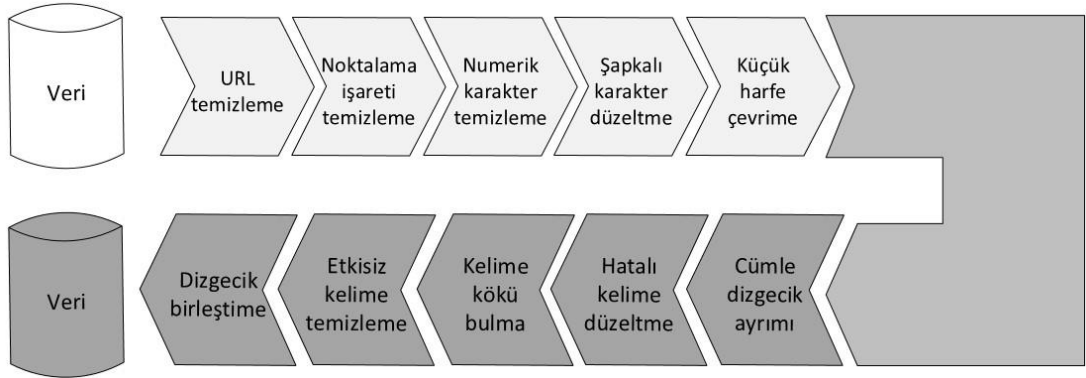 Veri
URL
temizleme
Noktalama
işareti
temizleme
Numerik
karakter
temizleme
Şapkalı
karakter
düzeltme
Küçük
harfe
çevrime
Veri
Dizgecik
birleştime
Etkisiz
kelime
temizleme
Kelime
kökü
bulma
Hatalı
kelime
düzeltme
Cümle
dizgecik
ayrımı